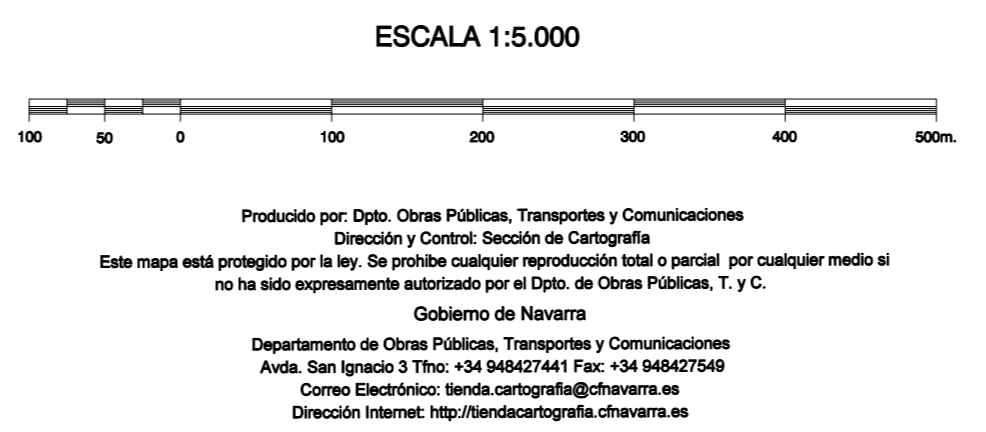 ESCALA 1:5.000
100 50 0 100 200 300 400 500m.
Producido por: Dpto. Obras Públicas, Transportes y Comunicaciones
Dirección y Control: Sección de Cartografía
Este mapa está protegido por la ley. Se prohibe cualquier reproducción total o parcial por cualquier medio si
no ha sido expresamente autorizado por el Dpto. de Obras Públicas, T. y C.
Gobierno de Navarra
Departamento de Obras Públicas, Transportes y Comunicaciones
Avda. San Ignacio 3 Tfno: +34 948427441 Fax: +34 948427549
Correo Electrónico: tienda.cartografia@cfnavarra.es
Dirección Internet: http://tiendacartografia.cfnavarra.es